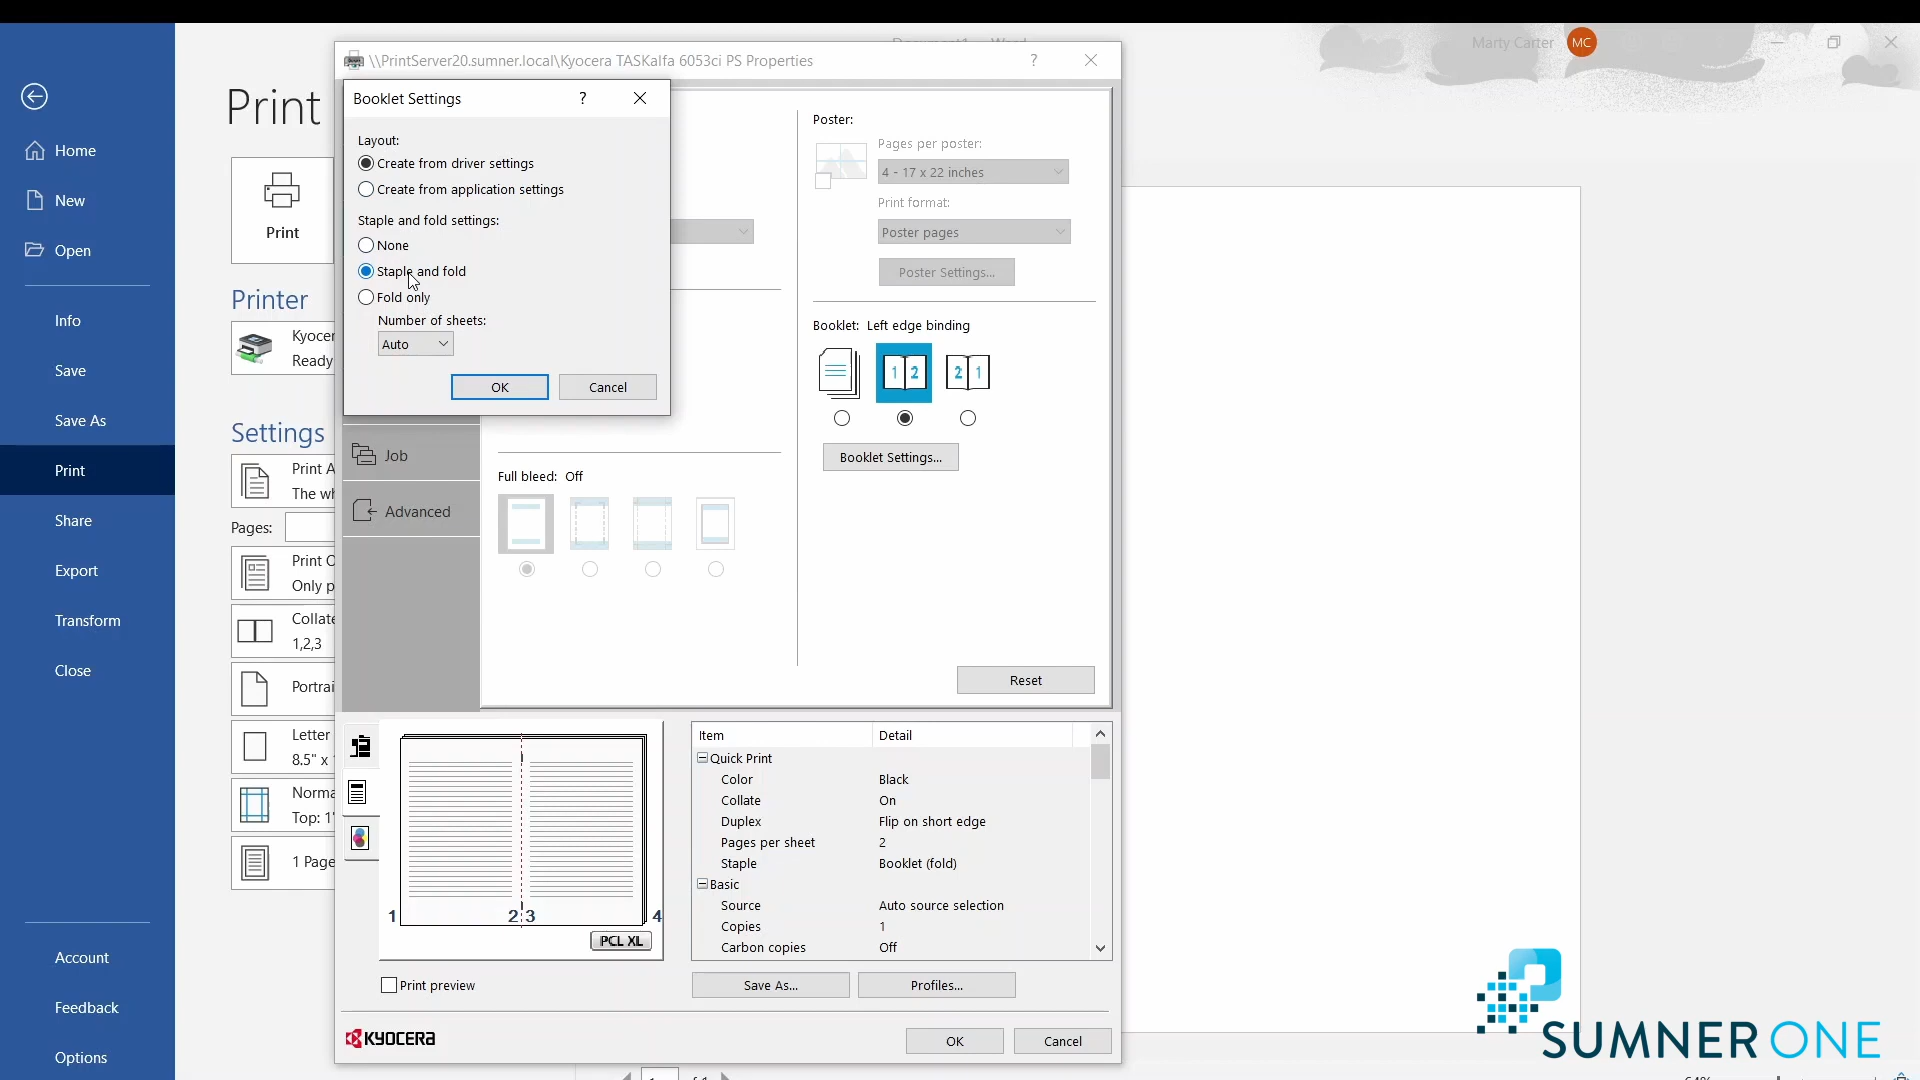 Marty Carter MC
\\PrintServer20.sumner.local\Kyocera TASKalfa 6053ci PS Properties ?
Booklet Settings ?
Layout:
Create from driver settings
Create from application settings
Staple and fold settings:
None
Staple and fold
Fold only
Number of sheets:
Auto
OK Cancel
Home
New
Open
Info
Save
Save As
Print
Share
Export
Transform
Close
Account
Feedback
Options
Print
Print
Printer
Ready
Settings
The
Pages:
Print
Only
1,2,3
Letter
8.5" x
Top: 1"
Job
Advanced
Full bleed: Off
Poster:
Pages per poster:
4 - 17 x 22 inches
Print format:
Poster pages
Poster Settings...
Booklet: Left edge binding
1 2 2 1
Booklet Settings...
Reset
1 2 3 4
PCL XL
Print preview
Item Detail
Quick Print
Color Black
Collate On
Duplex Flip on short edge
Pages per sheet 2
Staple Booklet (fold)
Basic
Source Auto source selection
Copies 1
Carbon copies Off
Save As... Profiles...
KYOCERA
OK Cancel
SUMNER ONE